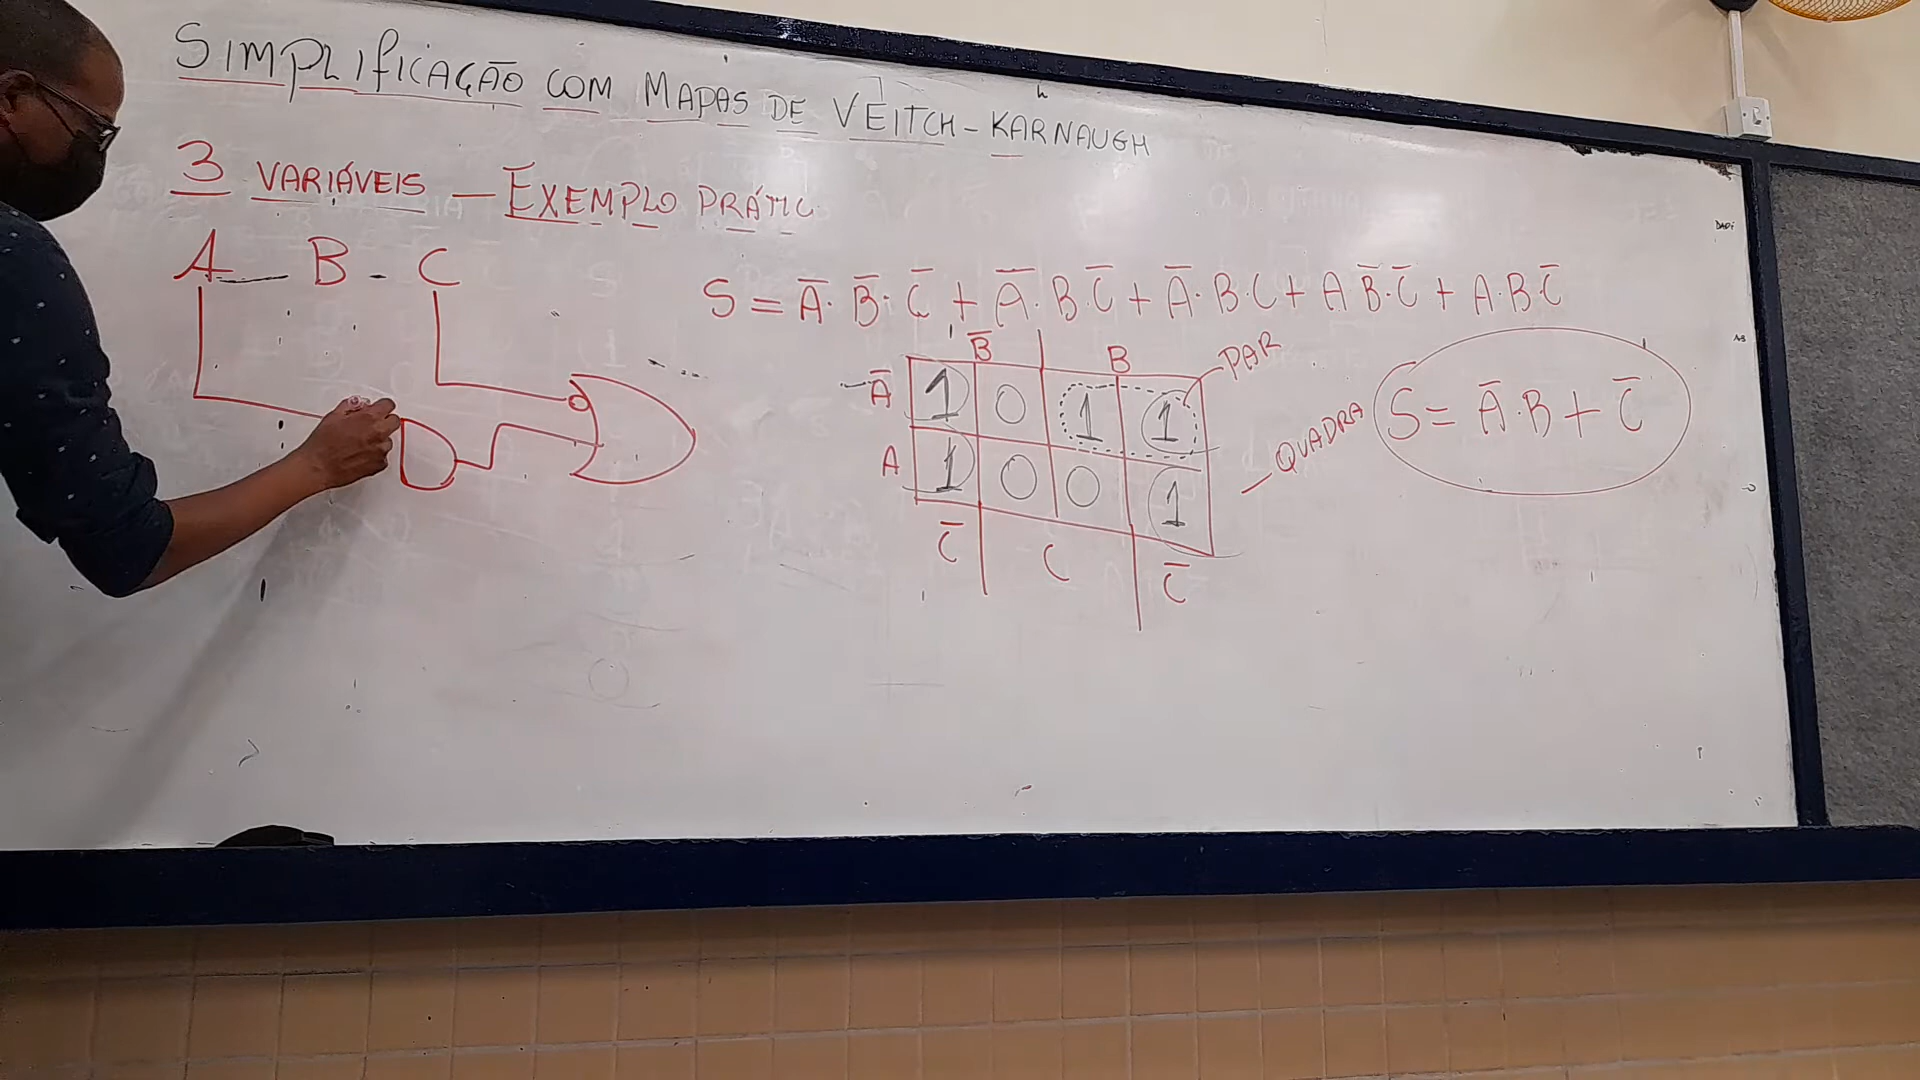 SIMPLIFICAÇÃO COM MAPAS DE VEITCH-KARNAUGH
3 VARIÁVEIS — EXEMPLO PRÁTIC
A B C
S = A̅·B̅·C̅ + A̅·B·C̅ + A̅·B·C + A·B̅·C̅ + A·B·C̅
B̅ B PAR
A̅ 1 0 1 1
A 1 0 0 1
C̅ C C̅
QUADRA
S = A̅·B + C̅